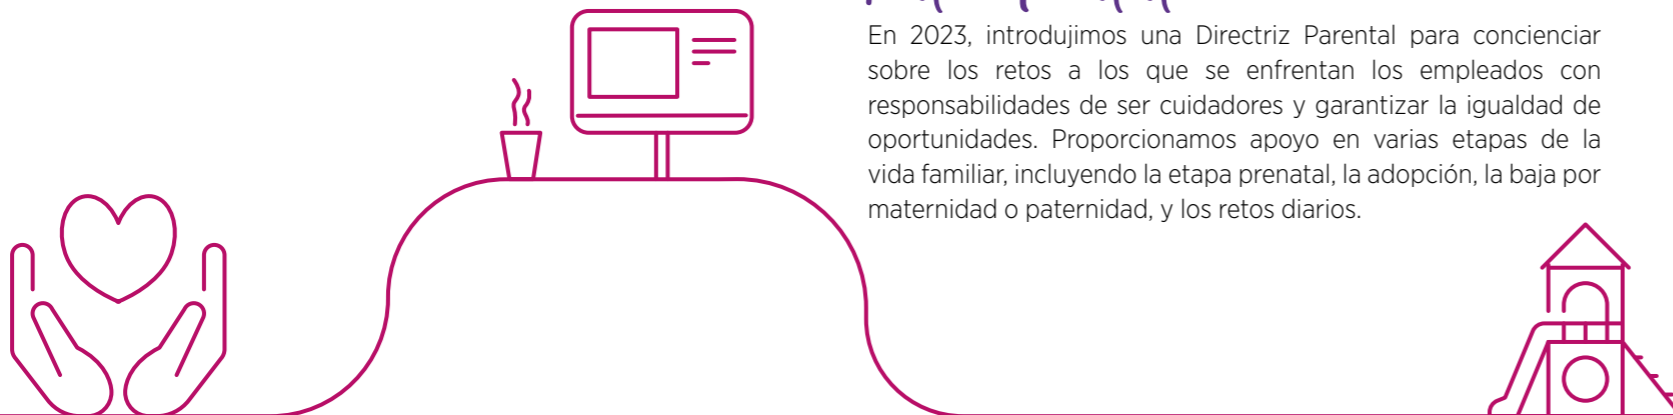 En 2023, introdujimos una Directriz Parental para concienciar
sobre los retos a los que se enfrentan los empleados con
responsabilidades de ser cuidadores y garantizar la igualdad de
oportunidades. Proporcionamos apoyo en varias etapas de la
vida familiar, incluyendo la etapa prenatal, la adopción, la baja por
maternidad o paternidad, y los retos diarios.